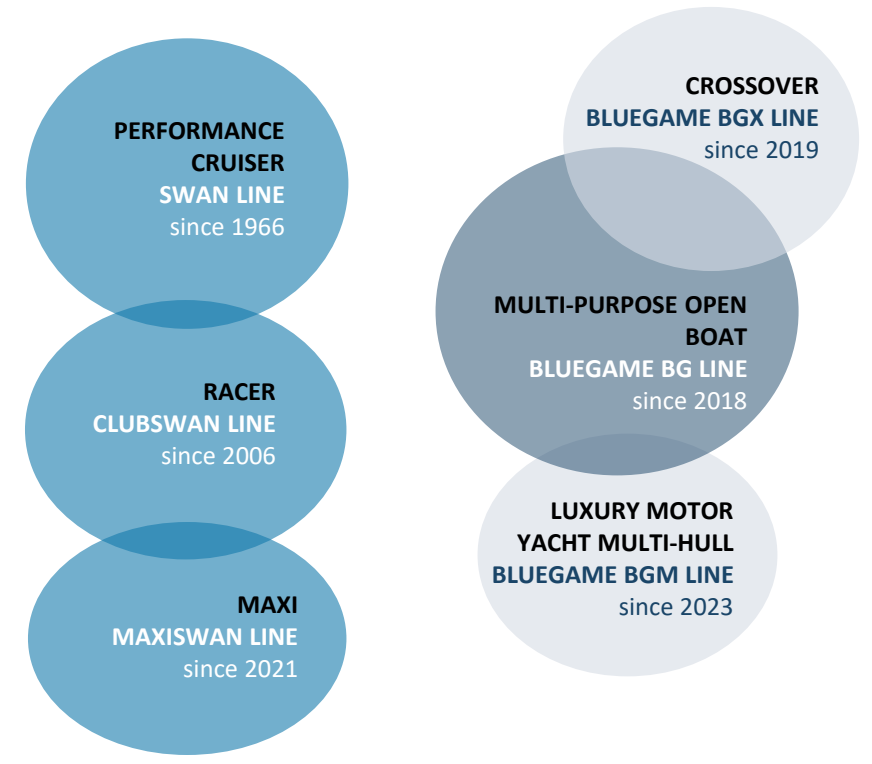 PERFORMANCE
CRUISER
SWAN LINE
since 1966
RACER
CLUBSWAN LINE
since 2006
MAXI
MAXISWAN LINE
since 2021
CROSSOVER
BLUEGAME BGX LINE
since 2019
MULTI-PURPOSE OPEN
BOAT
BLUEGAME BG LINE
since 2018
LUXURY MOTOR
YACHT MULTI-HULL
BLUEGAME BGM LINE
since 2023